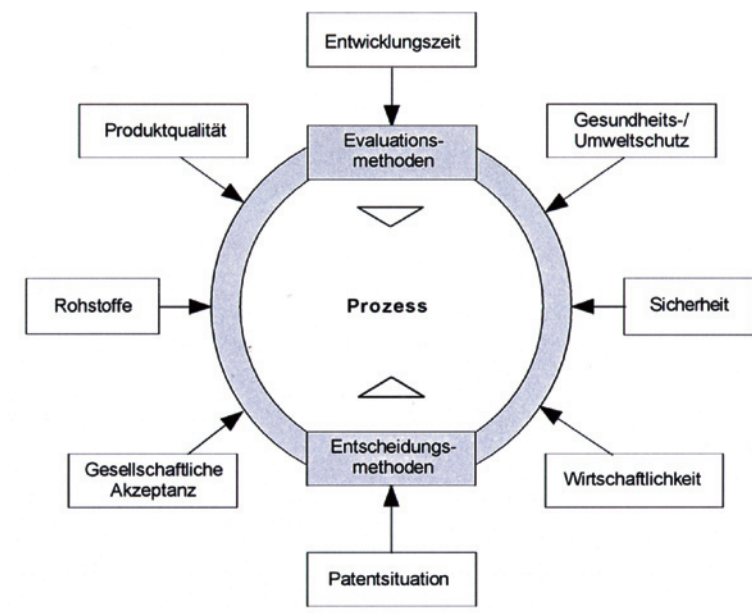 Entwicklungszeit
Produktqualität
Evaluations-
methoden
Gesundheits-/
Umweltschutz
Rohstoffe
Prozess
Sicherheit
Gesellschaftliche
Akzeptanz
Entscheidungs-
methoden
Wirtschaftlichkeit
Patentsituation